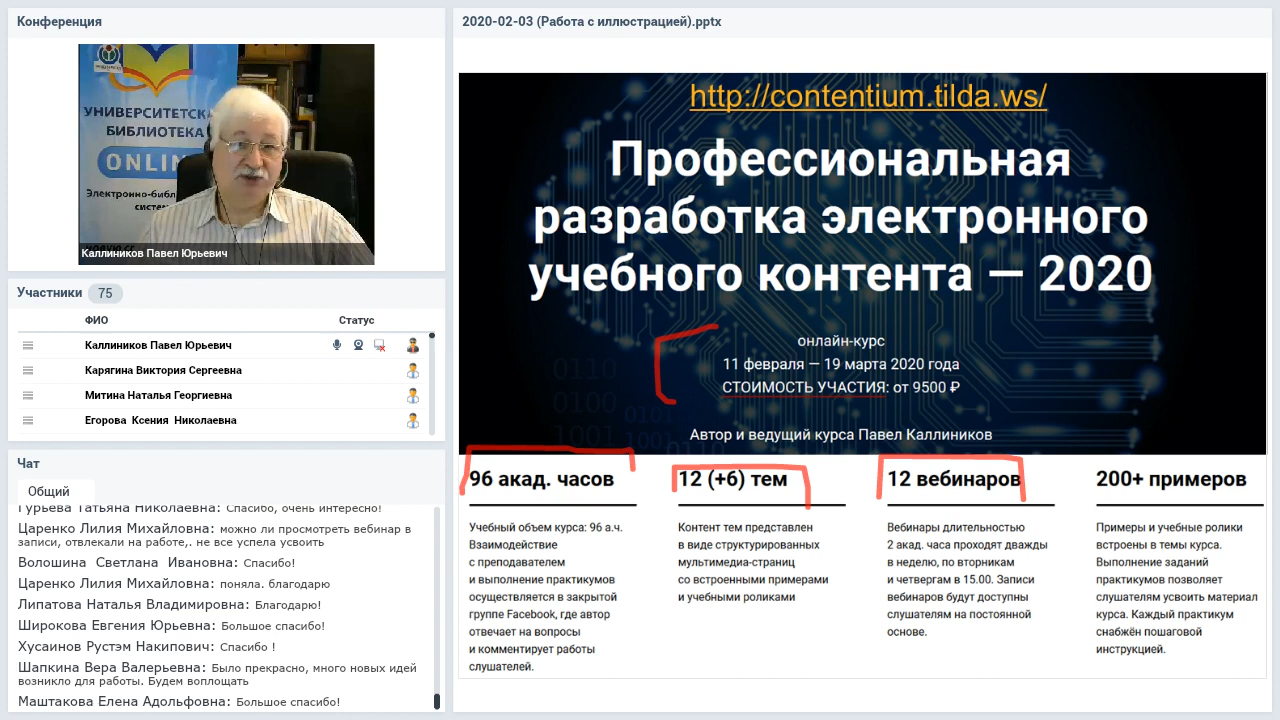 Конференция
УНИВЕРСИТЕТСКА
БИБЛИОТЕКА
ONLIN
Электронно-библ
систем
Каллиников Павел Юрьевич
Участники 75
ФИО Статус
Каллиников Павел Юрьевич
Карягина Виктория Сергеевна
Митина Наталья Георгиевна
Егорова Ксения Николаевна
Чат
Общий
Гурьева Татьяна Николаевна: Спасибо, очень интересно!
Царенко Лилия Михайловна: можно ли просмотреть вебинар в
записи, отвлекали на работе,. не все успела усвоить
Волошина Светлана Ивановна: Спасибо!
Царенко Лилия Михайловна: поняла. благодарю
Липатова Наталья Владимировна: Благодарю!
Широкова Евгения Юрьевна: Большое спасибо!
Хусаинов Рустэм Накипович: Спасибо !
Шапкина Вера Валерьевна: Было прекрасно, много новых идей
возникло для работы. Будем воплощать
Маштакова Елена Адольфовна: Большое спасибо!
2020-02-03 (Работа с иллюстрацией).pptx
http://contentium.tilda.ws/
Профессиональная
разработка электронного
учебного контента — 2020
онлайн-курс
11 февраля — 19 марта 2020 года
СТОИМОСТЬ УЧАСТИЯ: от 9500 ₽
Автор и ведущий курса Павел Каллиников
96 акад. часов
Учебный объем курса: 96 а.ч.
Взаимодействие
с преподавателем
и выполнение практикумов
осуществляется в закрытой
группе Facebook, где автор
отвечает на вопросы
и комментирует работы
слушателей.
12 (+6) тем
Контент тем представлен
в виде структурированных
мультимедиа-страниц
со встроенными примерами
и учебными роликами
12 вебинаров
Вебинары длительностью
2 акад. часа проходят дважды
в неделю, по вторникам
и четвергам в 15.00. Записи
вебинаров будут доступны
слушателям на постоянной
основе.
200+ примеров
Примеры и учебные ролики
встроены в темы курса.
Выполнение заданий
практикумов позволяет
слушателям усвоить материал
курса. Каждый практикум
снабжён пошаговой
инструкцией.